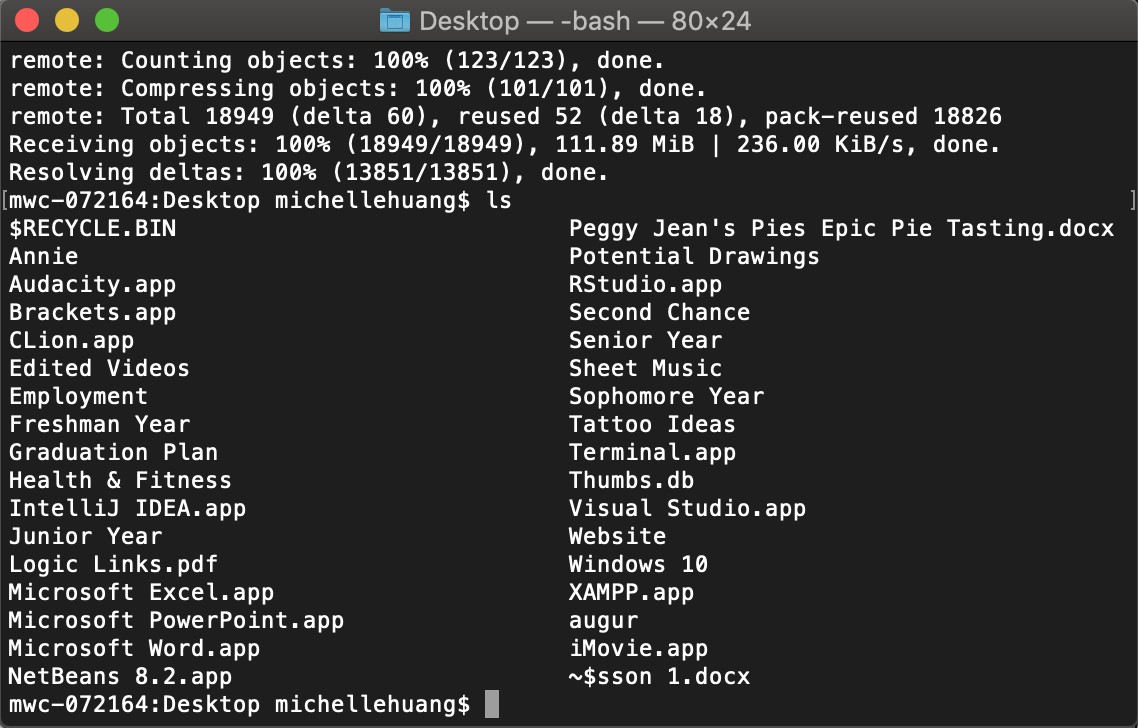 Desktop — -bash — 80×24
remote: Counting objects: 100% (123/123), done.
remote: Compressing objects: 100% (101/101), done.
remote: Total 18949 (delta 60), reused 52 (delta 18), pack-reused 18826
Receiving objects: 100% (18949/18949), 111.89 MiB | 236.00 KiB/s, done.
Resolving deltas: 100% (13851/13851), done.
[mwc-072164:Desktop michellehuang$ ls ]
$RECYCLE.BIN Peggy Jean's Pies Epic Pie Tasting.docx
Annie Potential Drawings
Audacity.app RStudio.app
Brackets.app Second Chance
CLion.app Senior Year
Edited Videos Sheet Music
Employment Sophomore Year
Freshman Year Tattoo Ideas
Graduation Plan Terminal.app
Health & Fitness Thumbs.db
IntelliJ IDEA.app Visual Studio.app
Junior Year Website
Logic Links.pdf Windows 10
Microsoft Excel.app XAMPP.app
Microsoft PowerPoint.app augur
Microsoft Word.app iMovie.app
NetBeans 8.2.app ~$sson 1.docx
mwc-072164:Desktop michellehuang$